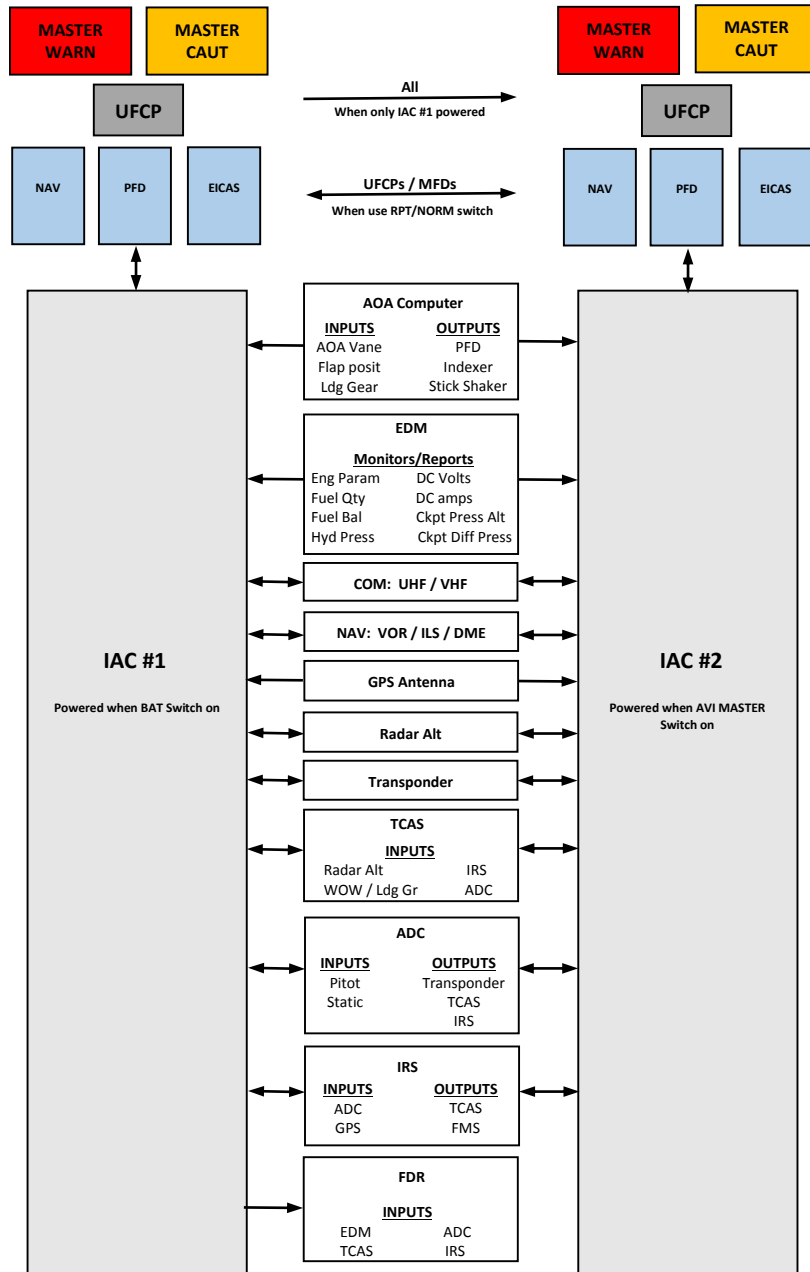 MASTER
WARN
MASTER
CAUT
UFCP
NAV
PFD
EICAS
All
When only IAC #1 powered
UFCPs / MFDs
When use RPT/NORM switch
MASTER
WARN
MASTER
CAUT
UFCP
NAV
PFD
EICAS
IAC #1
Powered when BAT Switch on
AOA Computer
INPUTS OUTPUTS
AOA Vane PFD
Flap posit Indexer
Ldg Gear Stick Shaker
EDM
Monitors/Reports
Eng Param DC Volts
Fuel Qty DC amps
Fuel Bal Ckpt Press Alt
Hyd Press Ckpt Diff Press
COM: UHF / VHF
NAV: VOR / ILS / DME
GPS Antenna
Radar Alt
Transponder
TCAS
INPUTS
Radar Alt IRS
WOW / Ldg Gr ADC
ADC
INPUTS OUTPUTS
Pitot Transponder
Static TCAS
IRS
IRS
INPUTS OUTPUTS
ADC TCAS
GPS FMS
FDR
INPUTS
EDM ADC
TCAS IRS
IAC #2
Powered when AVI MASTER
Switch on